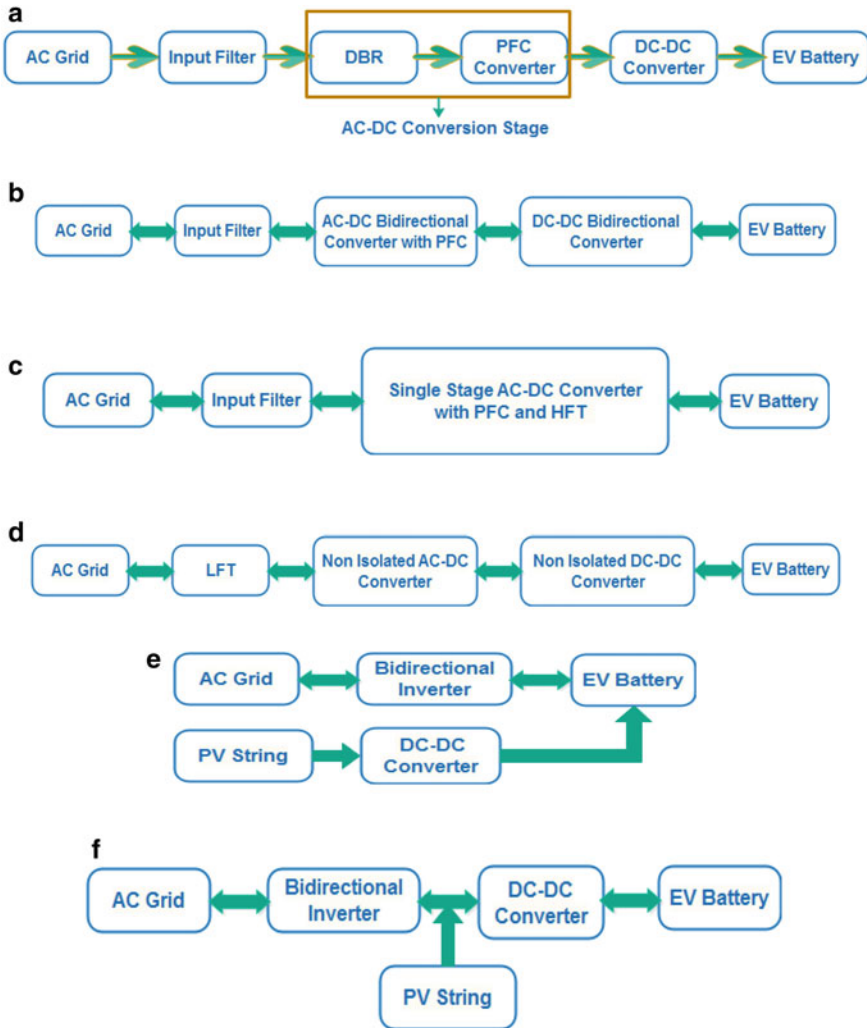 a
AC Grid
Input Filter
DBR
PFC
Converter
DC-DC
Converter
EV Battery
AC-DC Conversion Stage
b
AC Grid
Input Filter
AC-DC Bidirectional
Converter with PFC
DC-DC Bidirectional
Converter
EV Battery
c
AC Grid
Input Filter
Single Stage AC-DC Converter
with PFC and HFT
EV Battery
d
AC Grid
LFT
Non Isolated AC-DC
Converter
Non Isolated DC-DC
Converter
EV Battery
e
AC Grid
Bidirectional
Inverter
EV Battery
PV String
DC-DC
Converter
f
AC Grid
Bidirectional
Inverter
DC-DC
Converter
EV Battery
PV String